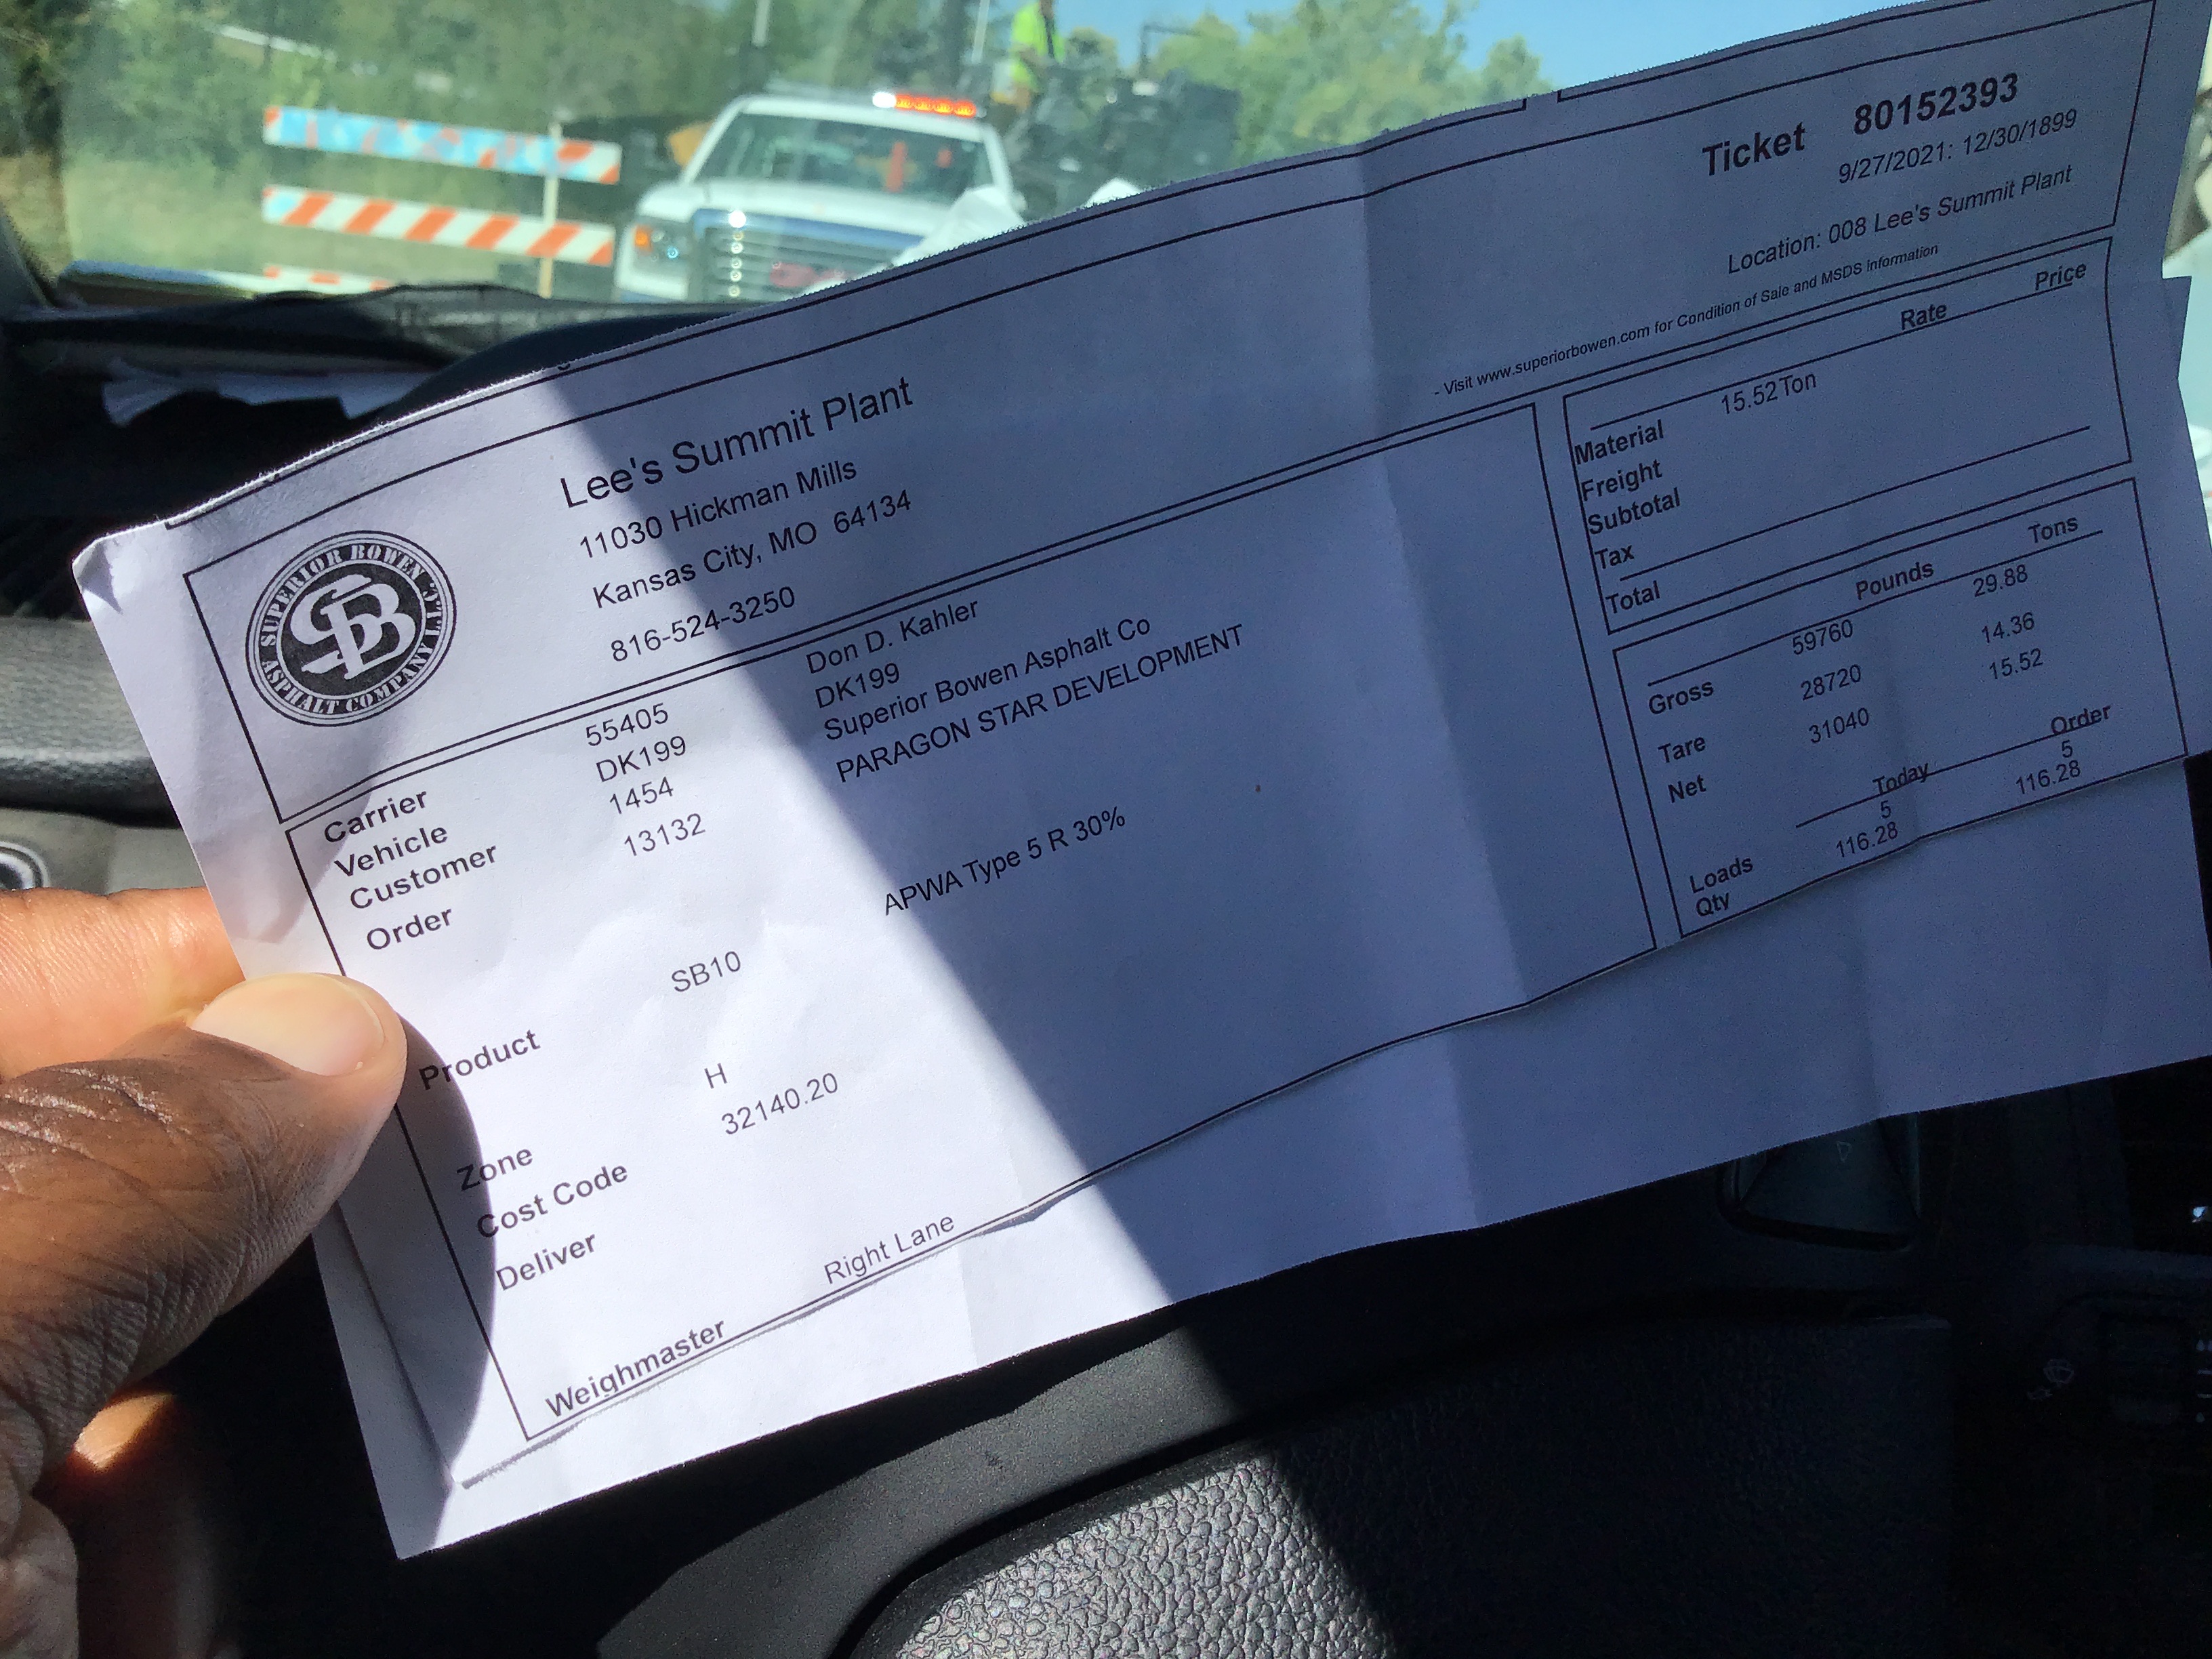 Ticket 80152393
9/27/2021: 12/30/1899
Location: 008 Lee's Summit Plant
- Visit www.superiorbowen.com for Condition of Sale and MSDS Information
SUPERIOR BOWEN
ASPHALT COMPANY, L.L.C.
SB
Lee's Summit Plant
11030 Hickman Mills
Kansas City, MO 64134
816-524-3250
Carrier 55405 Don D. Kahler
Vehicle DK199 DK199
Customer 1454 Superior Bowen Asphalt Co
Order 13132 PARAGON STAR DEVELOPMENT
Product SB10 APWA Type 5 R 30%
Zone H
Cost Code 32140.20
Deliver
Right Lane
Weighmaster
Rate Price
Material 15.52 Ton
Freight
Subtotal
Tax
Total
Pounds Tons
Gross 59760 29.88
Tare 28720 14.36
Net 31040 15.52
Today Order
Loads 5 5
Qty 116.28 116.28